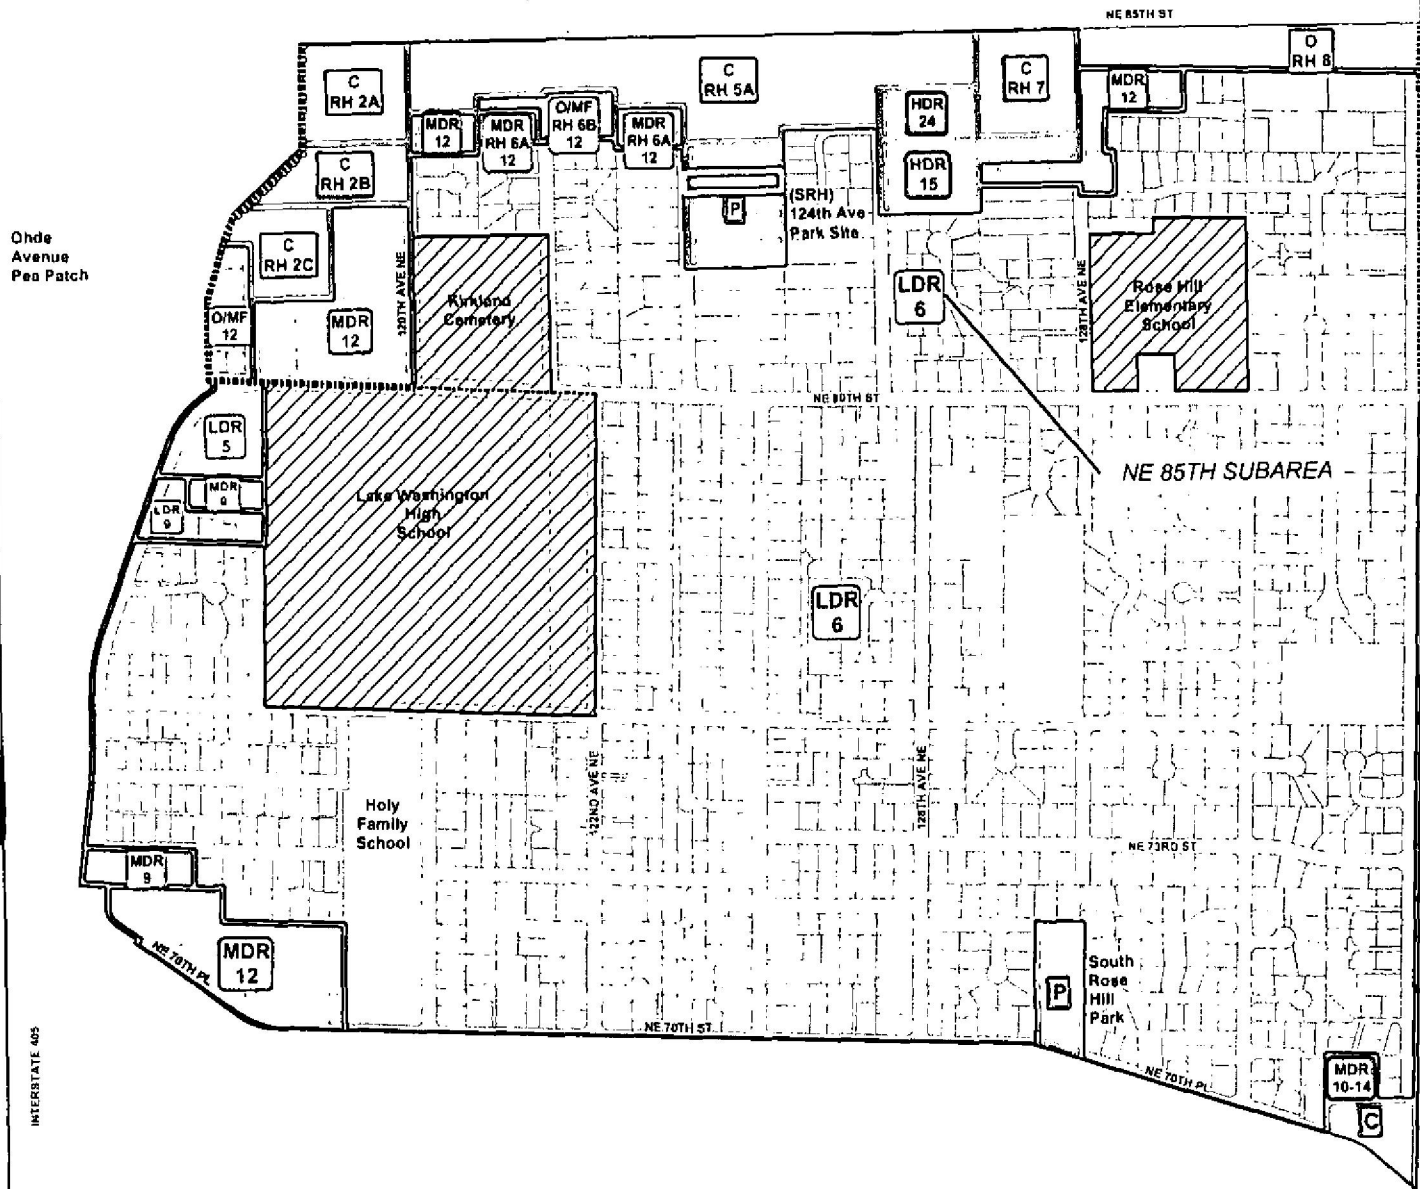 NE 85TH ST
O
RH 8
C
RH 2A
C
RH 5A
C
RH 7
MDR
12
MDR
12
MDR
RH 6A
12
O/MF
RH 6B
12
MDR
RH 6A
12
HDR
24
HDR
15
C
RH 2B
P
(SRH)
124th Ave
Park Site
Ohde
Avenue
Pea Patch
C
RH 2C
O/MF
12
MDR
12
120TH AVE NE
Kirkland
Cemetery
LDR
6
128TH AVE NE
Rose Hill
Elementary
School
NE 80TH ST
LDR
5
NE 85TH SUBAREA
MDR
9
LDR
9
Lake Washington
High
School
LDR
6
122ND AVE NE
126TH AVE NE
Holy
Family
School
NE 73RD ST
MDR
9
MDR
12
NE 70TH PL
South
Rose
Hill
Park
P
NE 70TH ST
NE 70TH PL
MDR
10-14
C
INTERSTATE 405